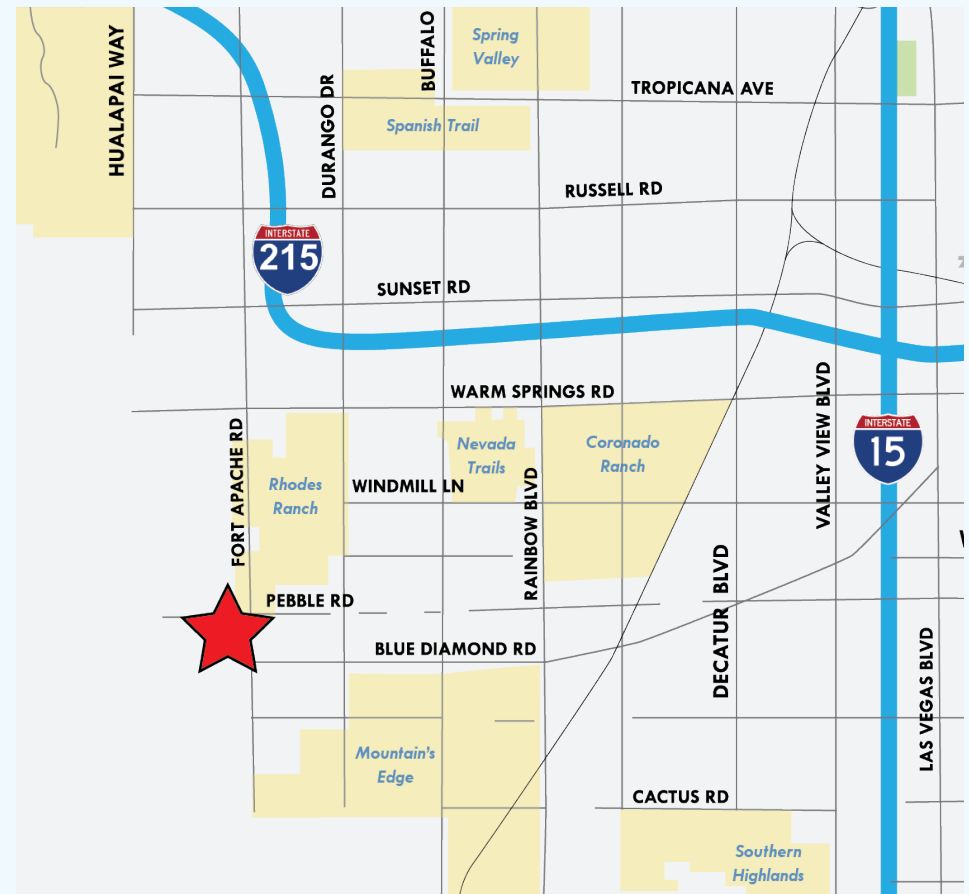 HUALAPAI WAY
DURANGO DR
BUFFALO
Spring
Valley
TROPICANA AVE
Spanish Trail
RUSSELL RD
INTERSTATE
215
SUNSET RD
WARM SPRINGS RD
VALLEY VIEW BLVD
INTERSTATE
15
FORT APACHE RD
Rhodes
Ranch
Nevada
Trails
Coronado
Ranch
WINDMILL LN
RAINBOW BLVD
DECATUR BLVD
PEBBLE RD
BLUE DIAMOND RD
LAS VEGAS BLVD
Mountain's
Edge
CACTUS RD
Southern
Highlands